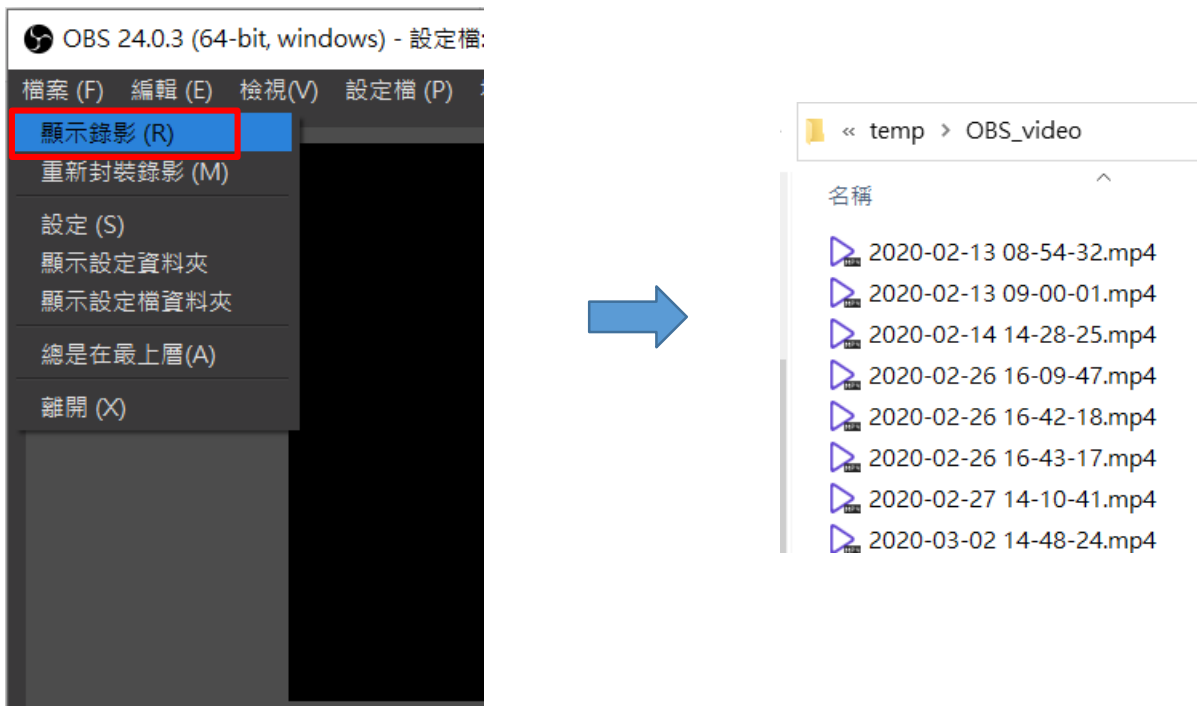 OBS 24.0.3 (64-bit, windows) - 設定檔:
檔案 (F) 編輯 (E) 檢視(V) 設定檔 (P)
顯示錄影 (R)
重新封裝錄影 (M)
設定 (S)
顯示設定資料夾
顯示設定檔資料夾
總是在最上層(A)
離開 (X)
« temp > OBS_video
名稱
2020-02-13 08-54-32.mp4
2020-02-13 09-00-01.mp4
2020-02-14 14-28-25.mp4
2020-02-26 16-09-47.mp4
2020-02-26 16-42-18.mp4
2020-02-26 16-43-17.mp4
2020-02-27 14-10-41.mp4
2020-03-02 14-48-24.mp4